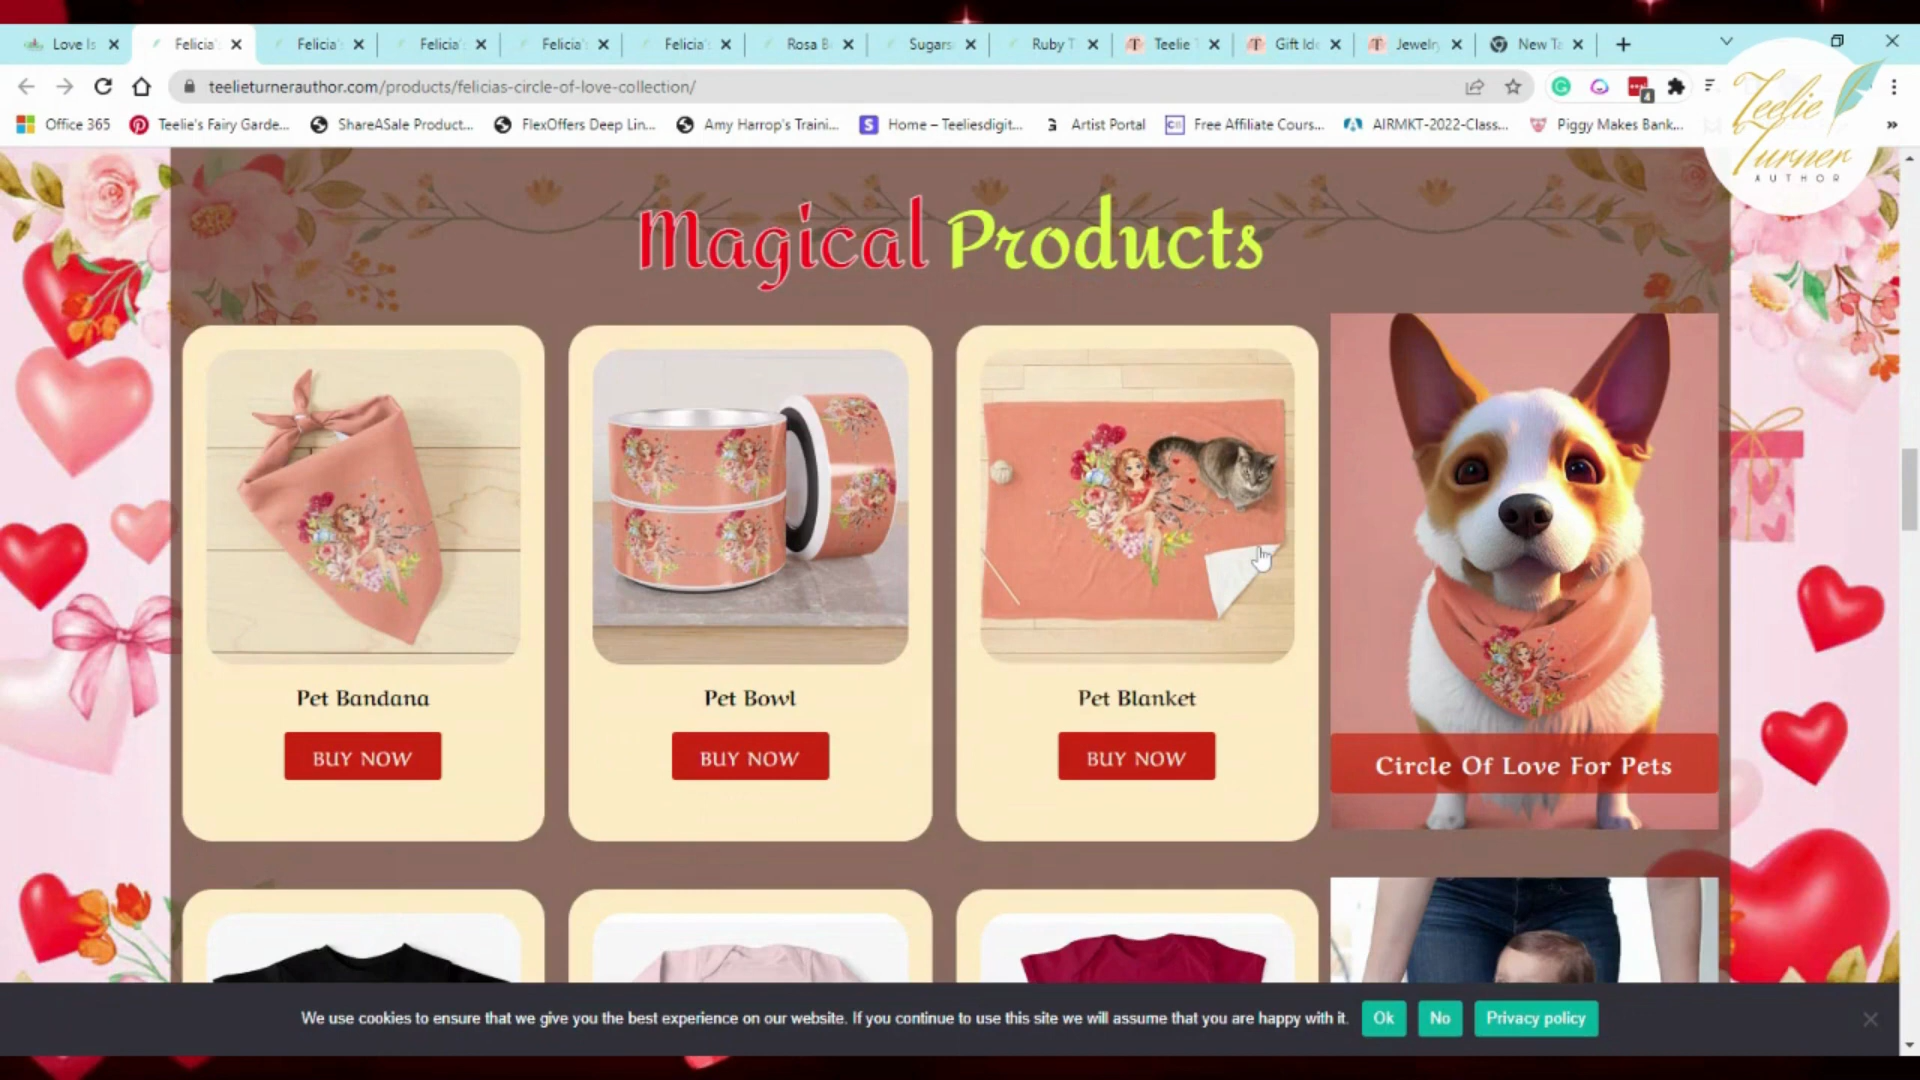 Love Is
Felicia'
Felicia'
Felicia'
Felicia'
Felicia'
Rosa B
Sugars
Ruby T
Teelie T
Gift Ide
Jewelry
New Ta
teelieturnerauthor.com/products/felicias-circle-of-love-collection/
4
Office 365
Teelie's Fairy Garde...
ShareASale Product...
FlexOffers Deep Lin...
Amy Harrop's Traini...
S
Home – Teeliesdigit...
Artist Portal
Free Affiliate Cours...
AIRMKT-2022-Class...
Piggy Makes Bank...
Teelie
Turner
AUTHOR
Magical Products
Pet Bandana
BUY NOW
Pet Bowl
BUY NOW
Pet Blanket
BUY NOW
Circle Of Love For Pets
We use cookies to ensure that we give you the best experience on our website. If you continue to use this site we will assume that you are happy with it.
Ok
No
Privacy policy